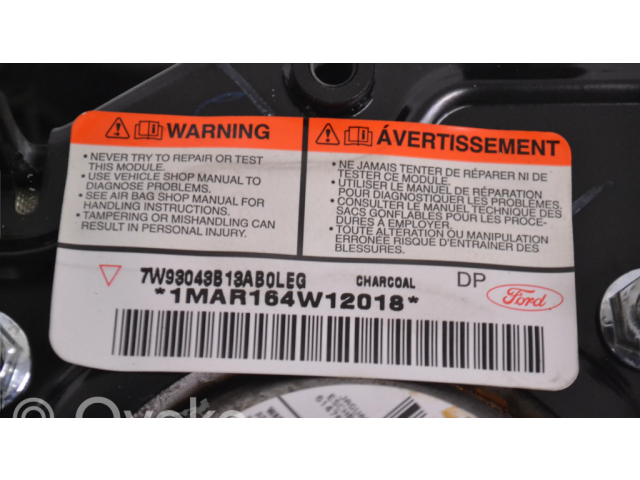 WARNING
• NEVER TRY TO REPAIR OR TEST
THIS MODULE.
• USE VEHICLE SHOP MANUAL TO
DIAGNOSE PROBLEMS.
• SEE AIR BAG SHOP MANUAL FOR
HANDLING INSTRUCTIONS.
• TAMPERING OR MISHANDLING CAN
RESULT IN PERSONAL INJURY.
ÁVERTISSEMENT
• NE JAMAIS TENTER DE RÉPARER NI DE
TESTER CE MODULE.
• UTILISER LE MANUEL DE RÉPARATION
POUR DIAGNOSTIQUER LES PROBLÈMES.
• CONSULTER LE MANUEL TECHNIQUE DES
SACS GONFLABLES POUR LES PROCE-
DURES A EMPLOYER.
• TOUTE ALTÉRATION OU MANIPULATION
ERRONÉE RISQUE D'ENTRAINER DES
BLESSURES.
7W93043B13AB0LEG CHARCOAL DP
Ford
*1MAR164W12018*